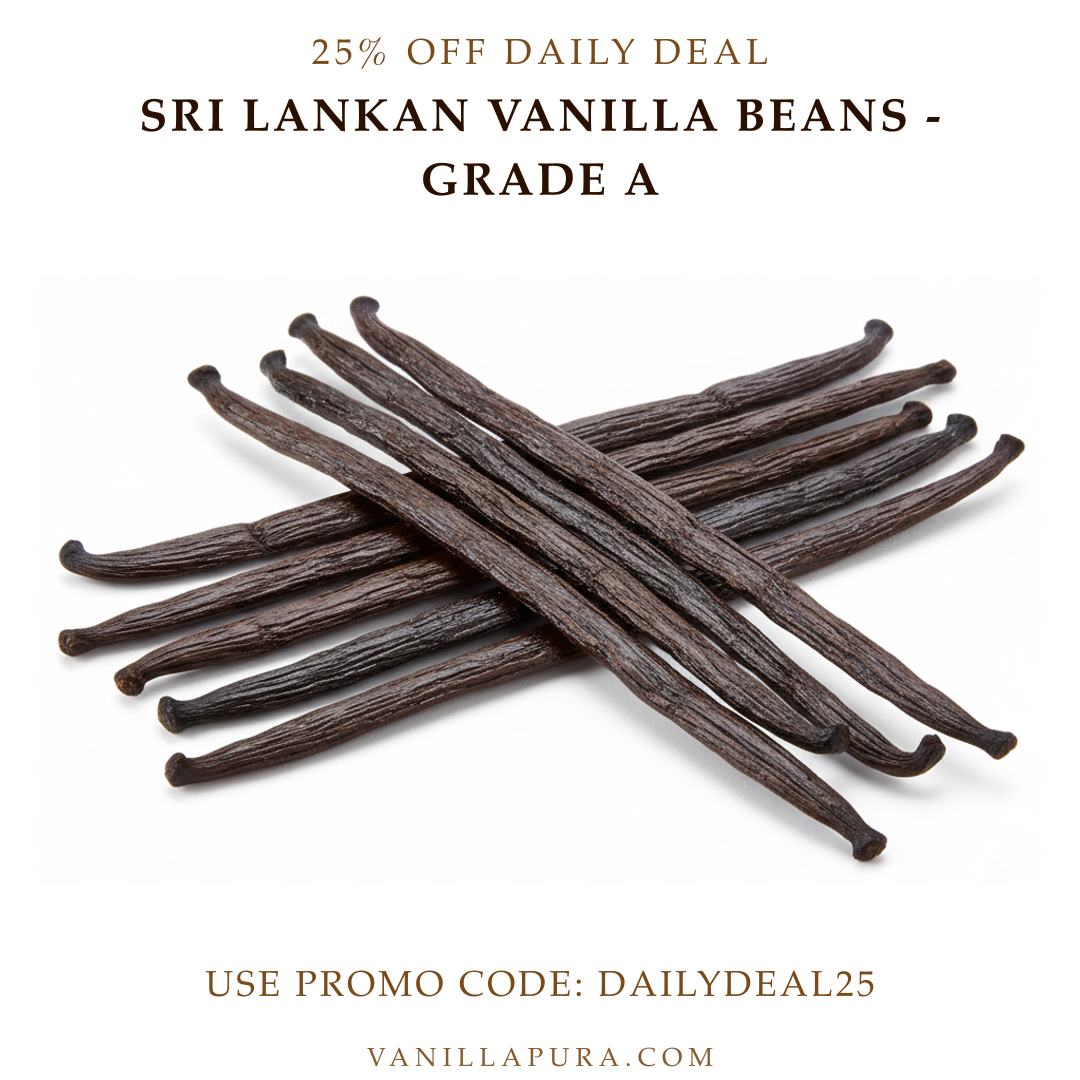 25% OFF DAILY DEAL
SRI LANKAN VANILLA BEANS -
GRADE A
USE PROMO CODE: DAILYDEAL25
VANILLAPURA.COM